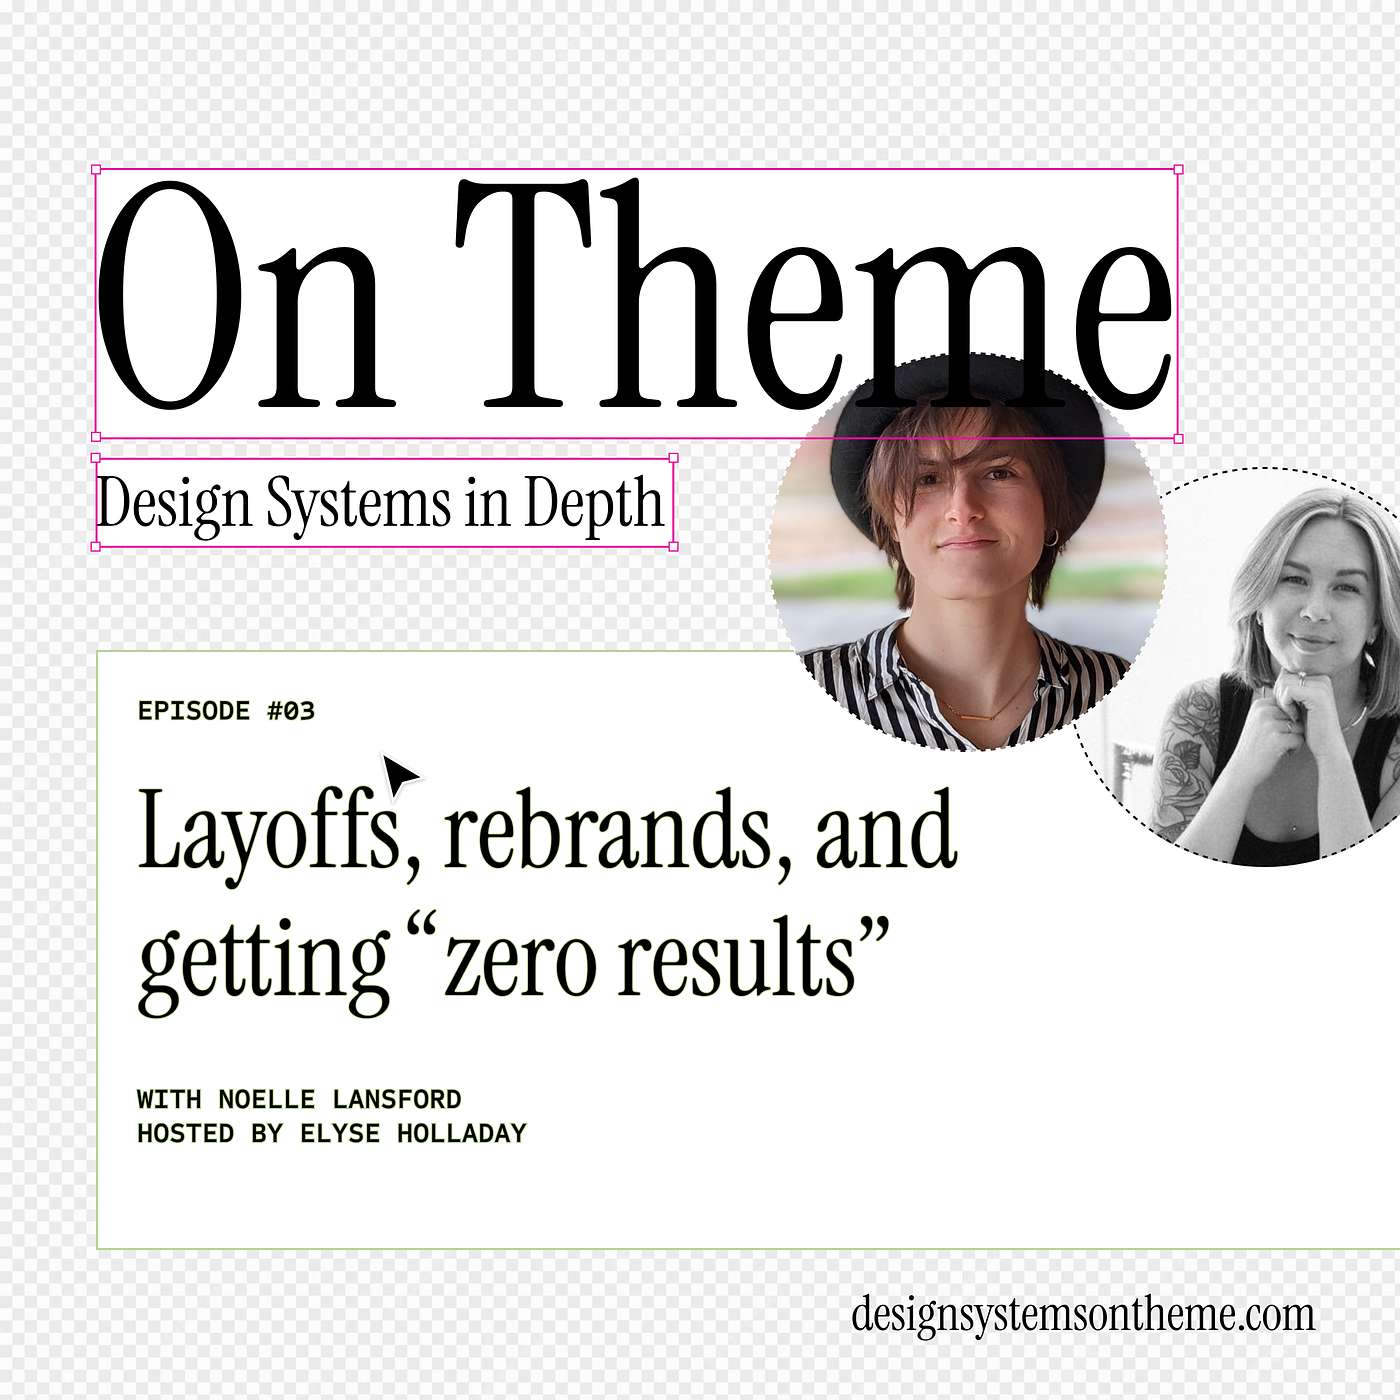 On Theme
Design Systems in Depth
EPISODE #03
Layoffs, rebrands, and
getting “zero results”
WITH NOELLE LANSFORD
HOSTED BY ELYSE HOLLADAY
designsystemsontheme.com